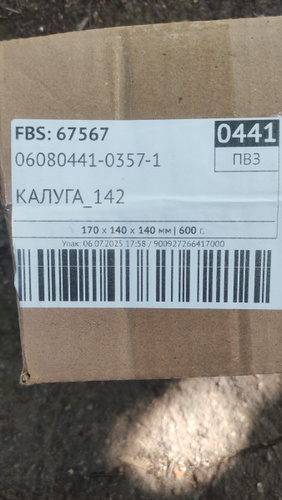 FBS: 67567
0441
06080441-0357-1
ПВЗ
КАЛУГА_142
170 x 140 x 140 мм | 600 г.
Упак: 06.07.2025 17:58 / 900927266417000